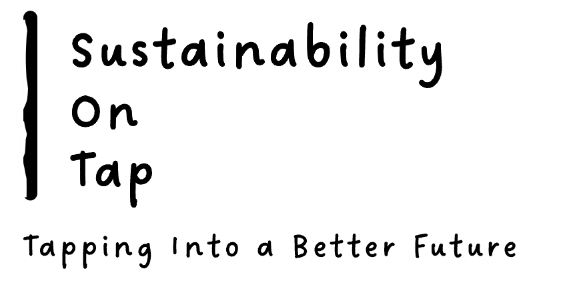 Sustainability
On
Tap
Tapping Into a Better Future